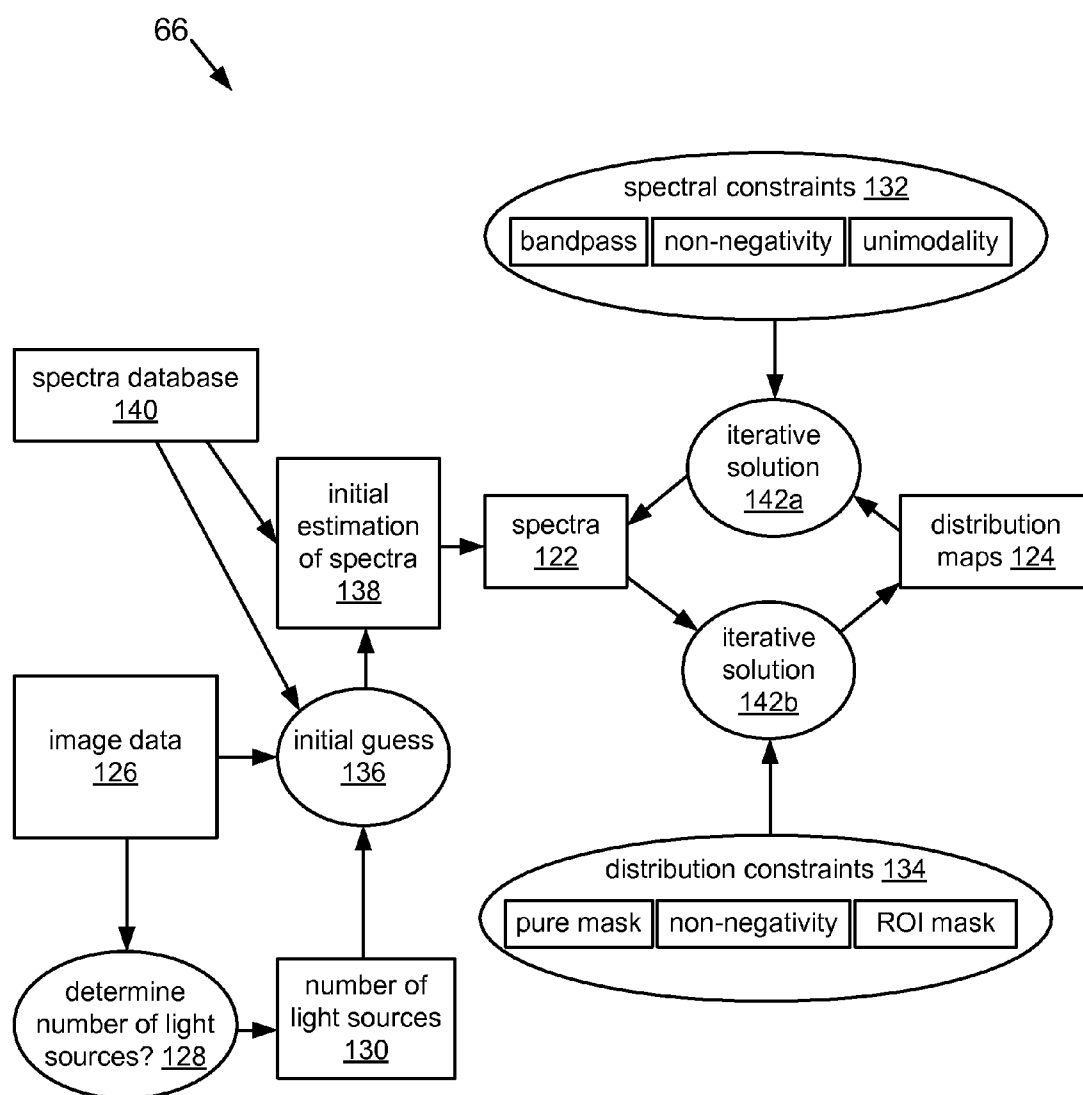 66
spectral constraints 132
bandpass
non-negativity
unimodality
spectra database
140
initial
estimation
of spectra
138
spectra
122
iterative
solution
142a
distribution
maps 124
iterative
solution
142b
image data
126
initial guess
136
distribution constraints 134
pure mask
non-negativity
ROI mask
determine
number of light
sources? 128
number of
light sources
130